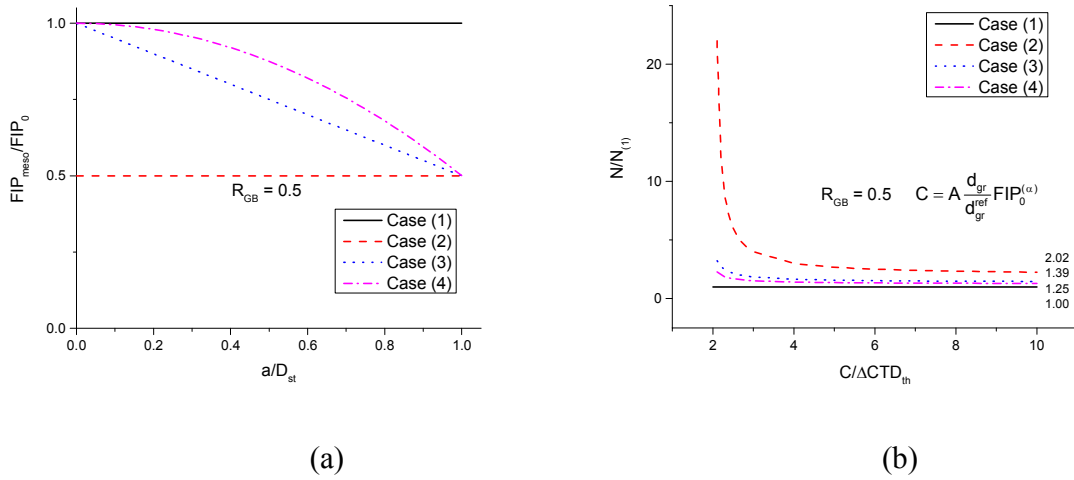 1.0
0.5
0.0
FIP_meso/FIP_0
R_GB = 0.5
Case (1)
Case (2)
Case (3)
Case (4)
0.0 0.2 0.4 0.6 0.8 1.0
a/D_st
(a)
Case (1)
Case (2)
Case (3)
Case (4)
20
10
0
N/N_(1)
R_GB = 0.5 C = A d_gr/d_gr^ref FIP_0^(α)
2.02
1.39
1.25
1.00
2 4 6 8 10
C/ΔCTD_th
(b)